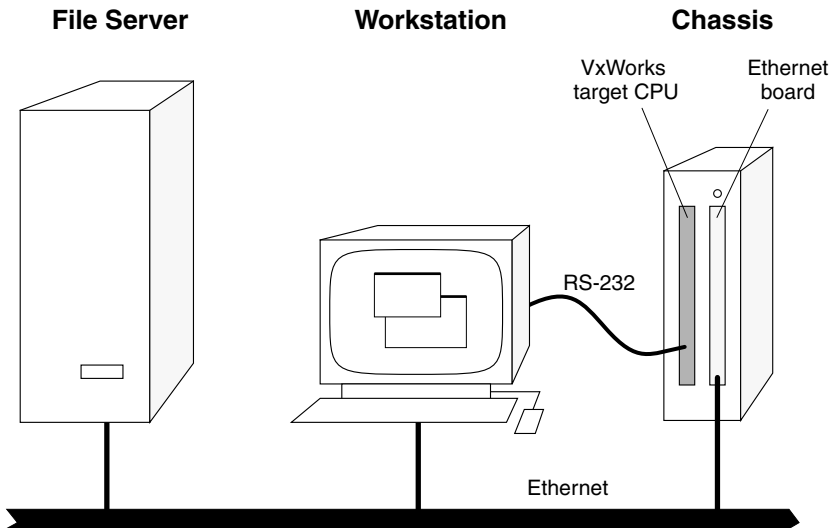 File Server
Workstation
Chassis
VxWorks
target CPU
Ethernet
board
RS-232
Ethernet